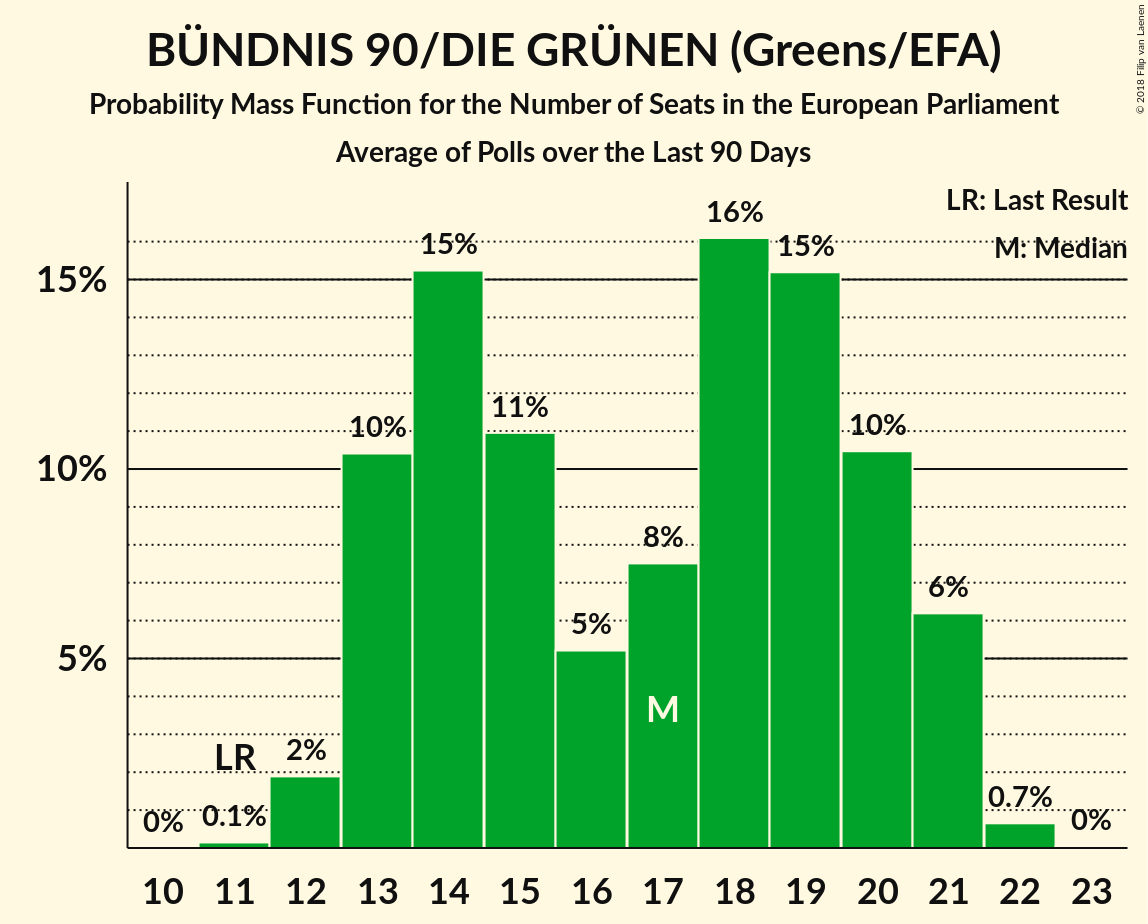 BÜNDNIS 90/DIE GRÜNEN (Greens/EFA)
Probability Mass Function for the Number of Seats in the European Parliament
Average of Polls over the Last 90 Days
© 2018 Filip van Laenen
LR: Last Result
M: Median
15%
10%
5%
0%
0.1%
LR
2%
10%
15%
11%
5%
8%
M
16%
15%
10%
6%
0.7%
0%
10 11 12 13 14 15 16 17 18 19 20 21 22 23